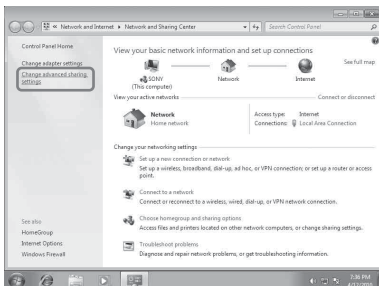 « Network and Internet ▸ Network and Sharing Center
Search Control Panel
Control Panel Home
Change adapter settings
Change advanced sharing
settings
View your basic network information and set up connections
See full map
SONY
(This computer)
Network
Internet
View your active networks
Connect or disconnect
Network
Home network
Access type: Internet
Connections: Local Area Connection
Change your networking settings
Set up a new connection or network
Set up a wireless, broadband, dial-up, ad hoc, or VPN connection; or set up a router or access
point.
Connect to a network
Connect or reconnect to a wireless, wired, dial-up, or VPN network connection.
Choose homegroup and sharing options
Access files and printers located on other network computers, or change sharing settings.
Troubleshoot problems
Diagnose and repair network problems, or get troubleshooting information.
See also
HomeGroup
Internet Options
Windows Firewall
7:36 PM
4/12/2010